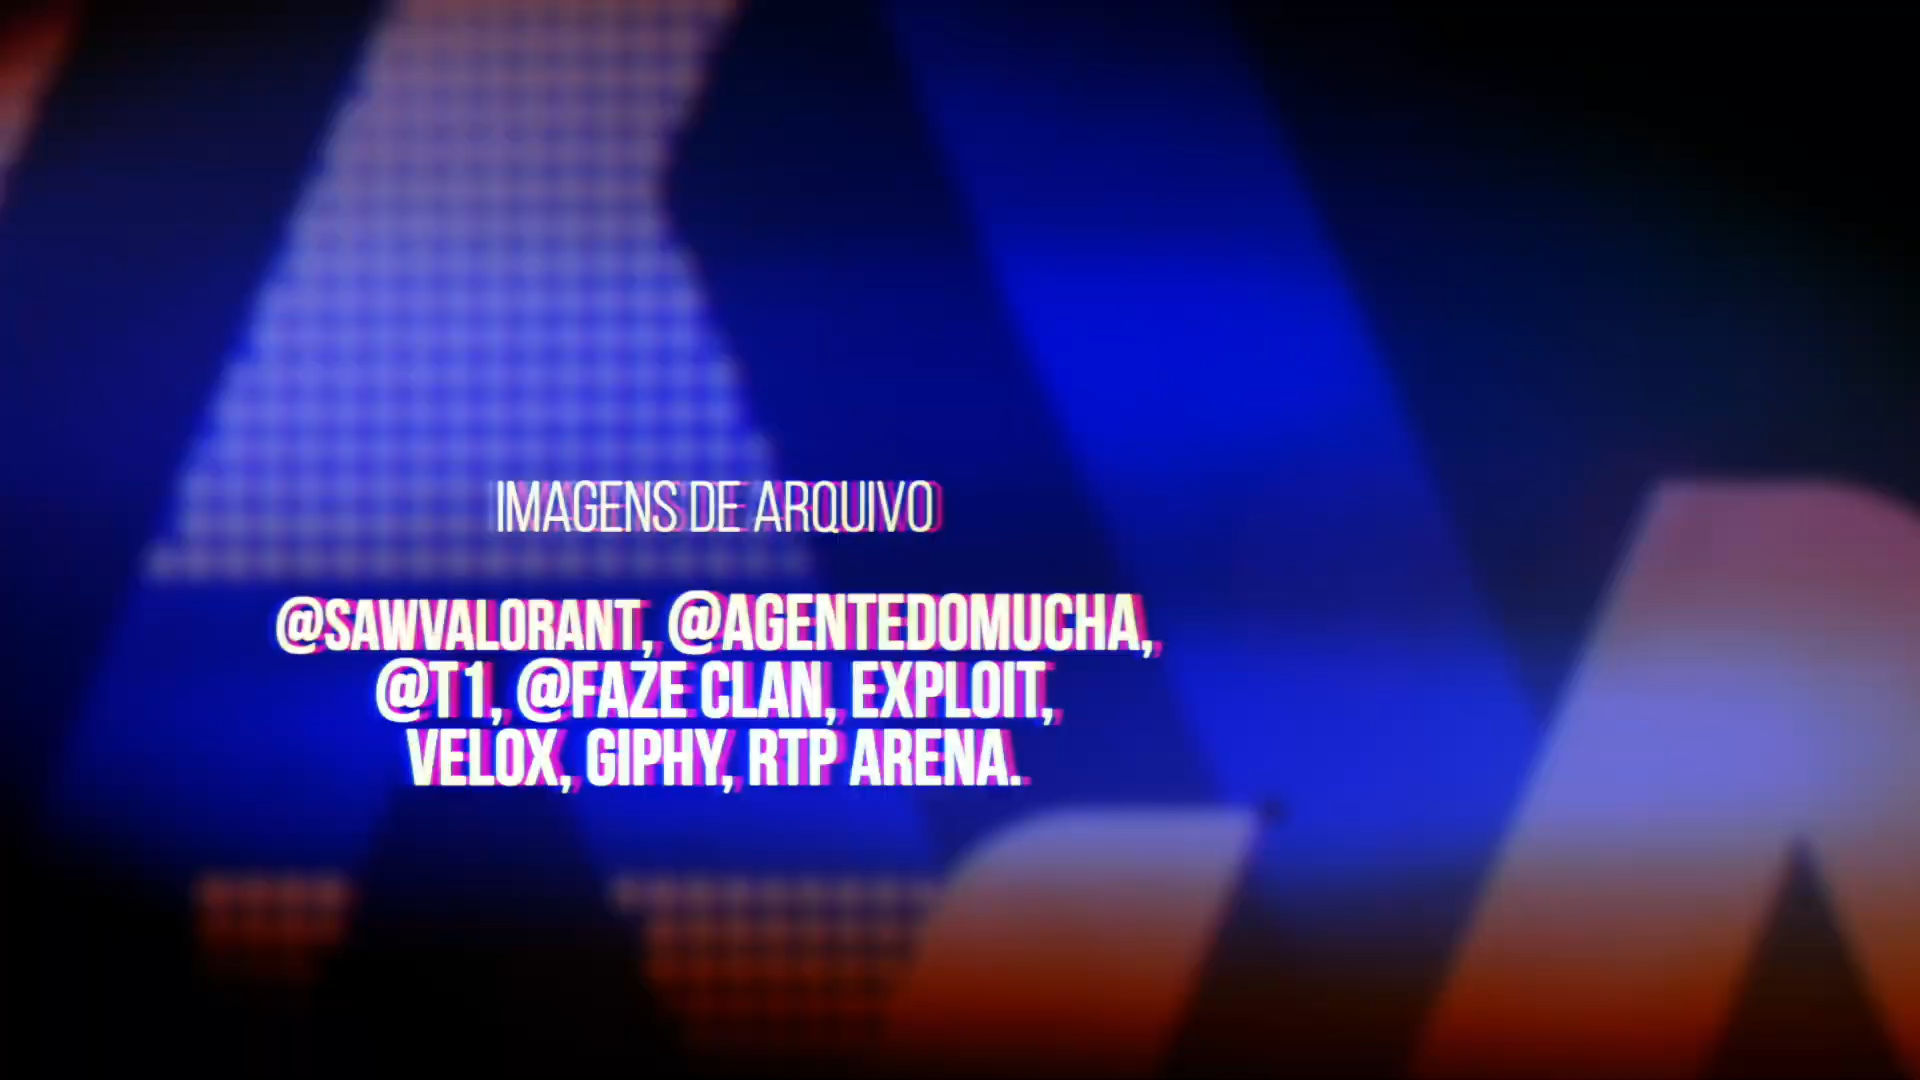 IMAGENS DE ARQUIVO
@SAWVALORANT, @AGENTEDOMUCHA,
@T1, @FAZE CLAN, EXPLOIT,
VELOX, GIPHY, RTP ARENA.